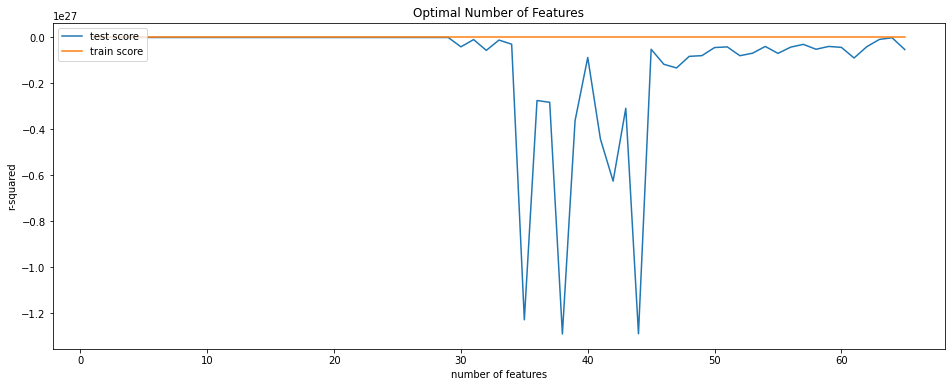 Optimal Number of Features
1e27
test score
train score
0.0
−0.2
−0.4
−0.6
−0.8
−1.0
−1.2
r-squared
0 10 20 30 40 50 60
number of features